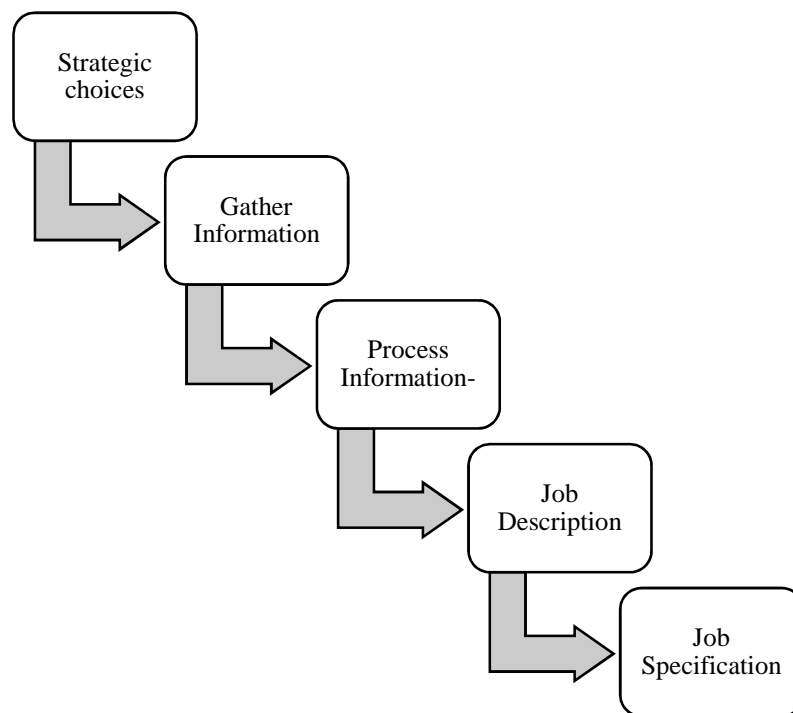 Strategic
choices
Gather
Information
Process
Information-
Job
Description
Job
Specification